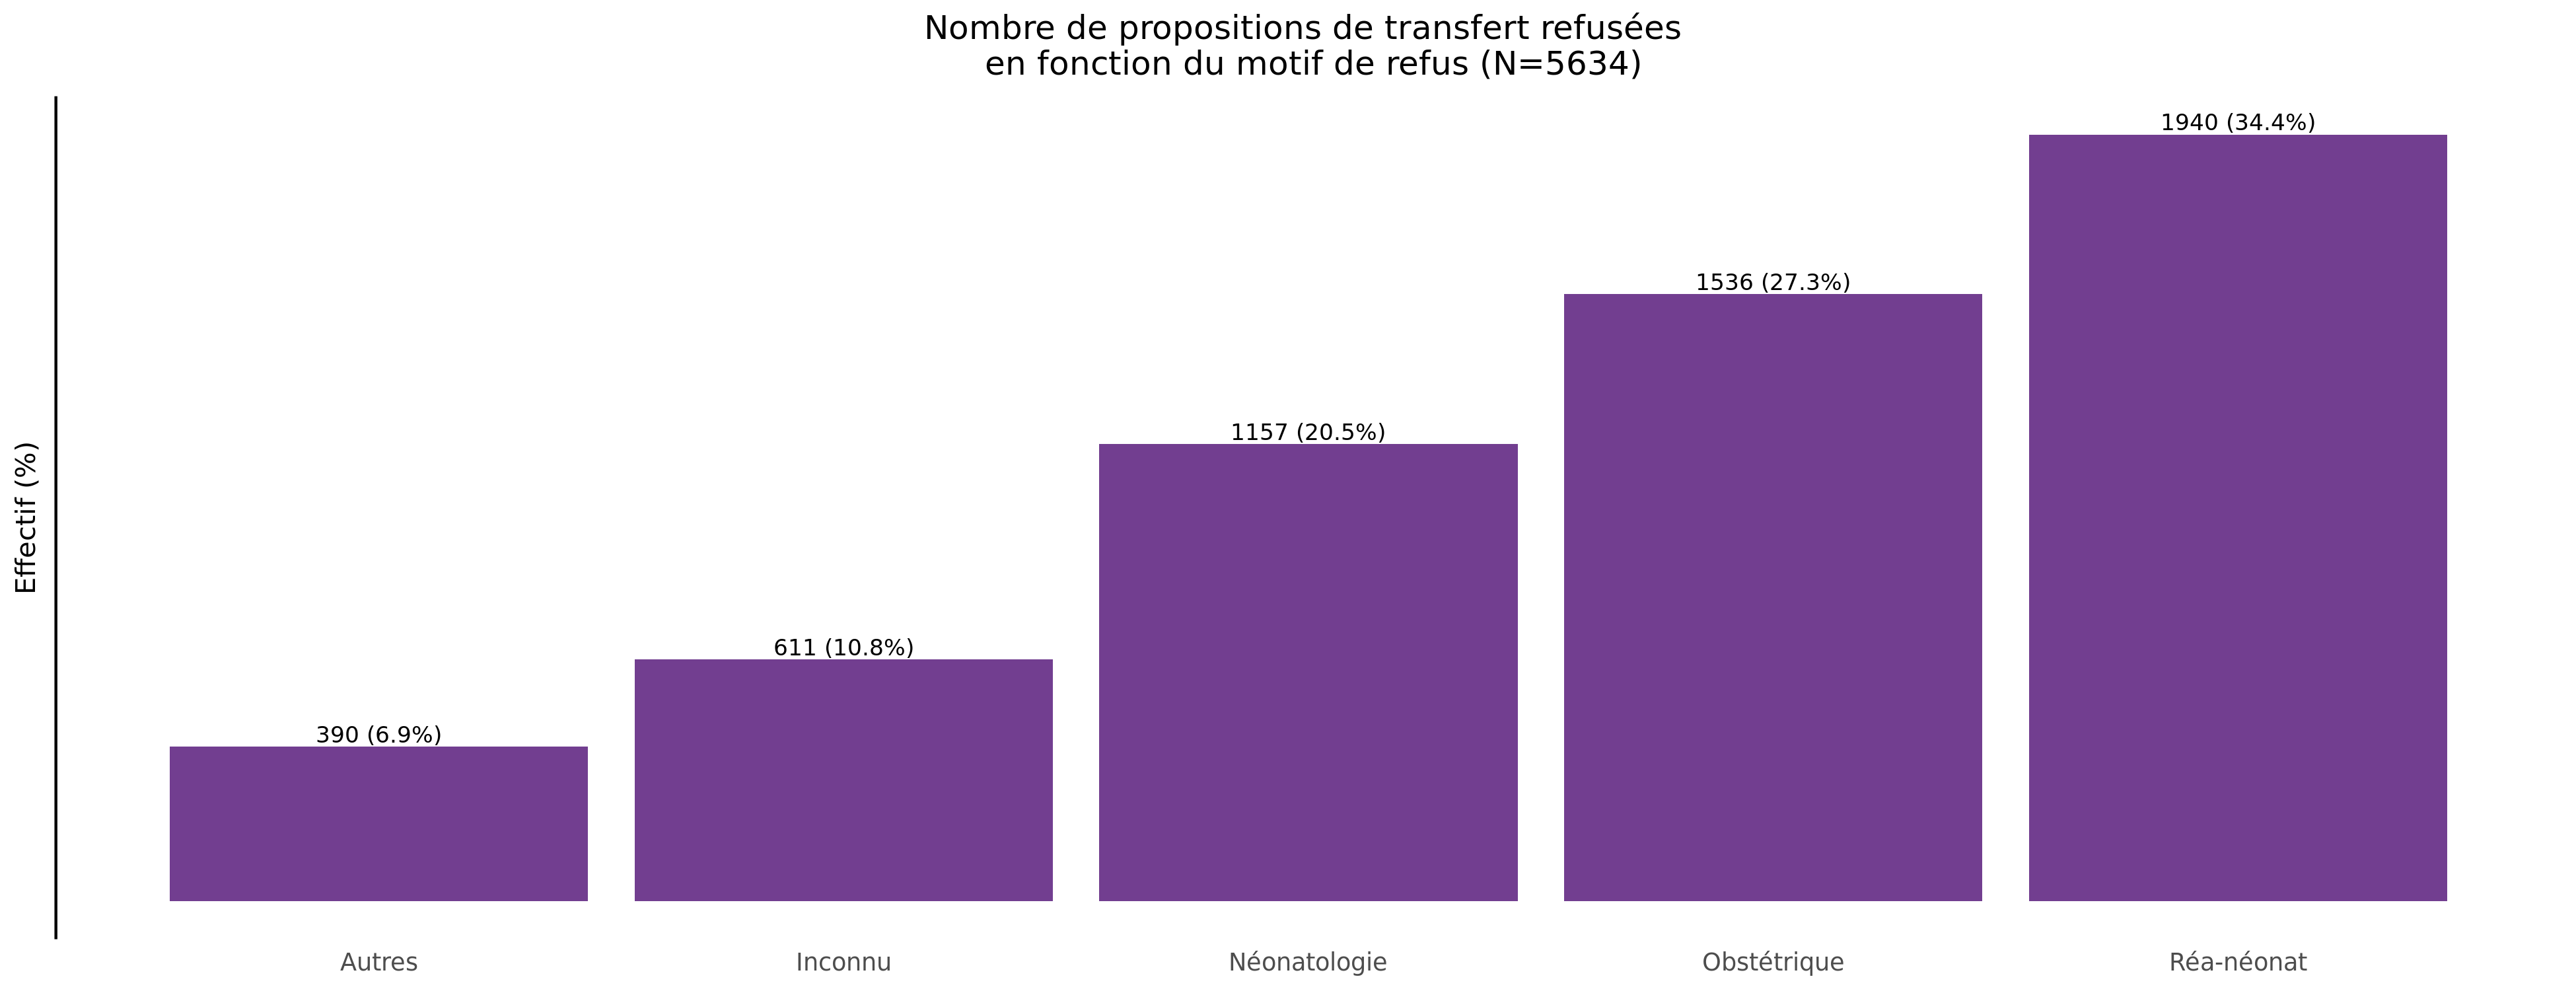 Nombre de propositions de transfert refusées
en fonction du motif de refus (N=5634)
Effectif (%)
390 (6.9%)
611 (10.8%)
1157 (20.5%)
1536 (27.3%)
1940 (34.4%)
Autres
Inconnu
Néonatologie
Obstétrique
Réa-néonat